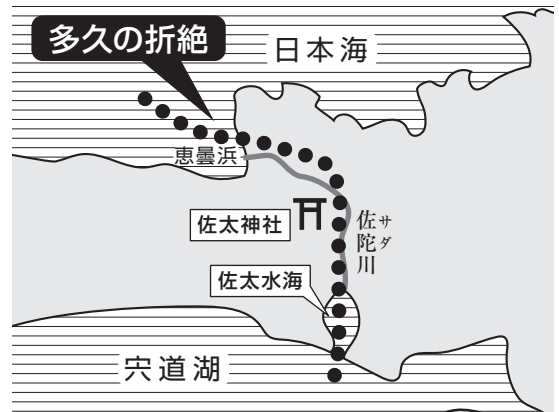 多久の折絶
日本海
恵曇浜
佐太神社
佐陀川
サダ
佐太水海
宍道湖